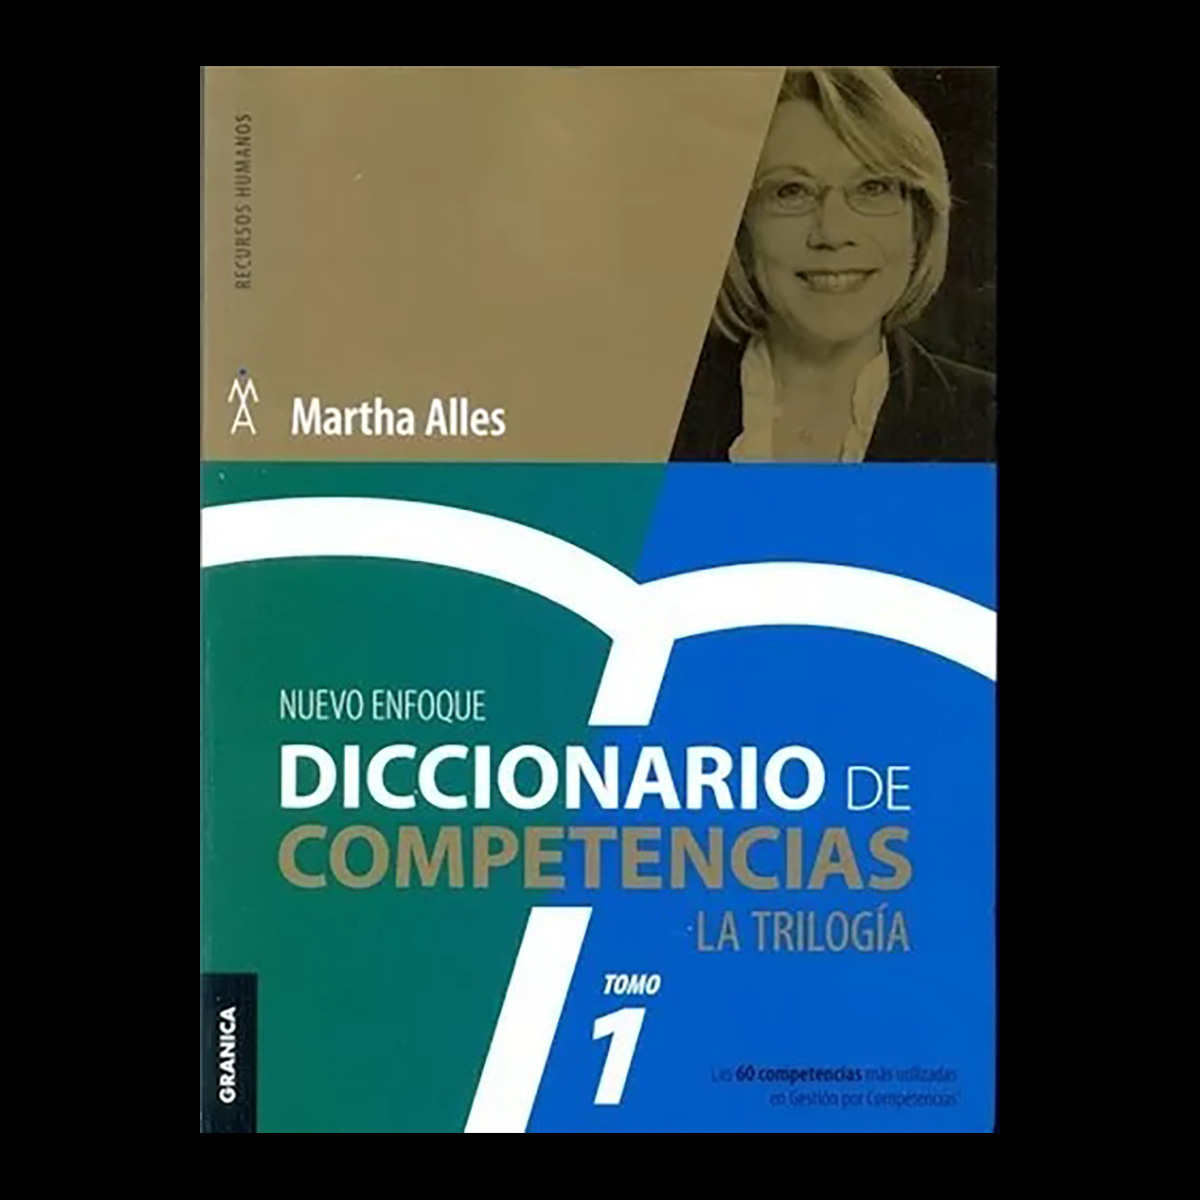 RECURSOS HUMANOS
MA
Martha Alles
NUEVO ENFOQUE
DICCIONARIO DE
COMPETENCIAS
LA TRILOGÍA
TOMO
1
GRANICA
Las 60 competencias más utilizadas
en Gestión por Competencias